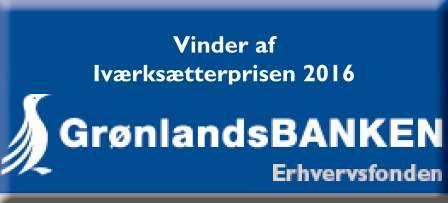 Vinder af
Iværksætterprisen 2016
GrønlandsBANKEN
Erhvervsfonden